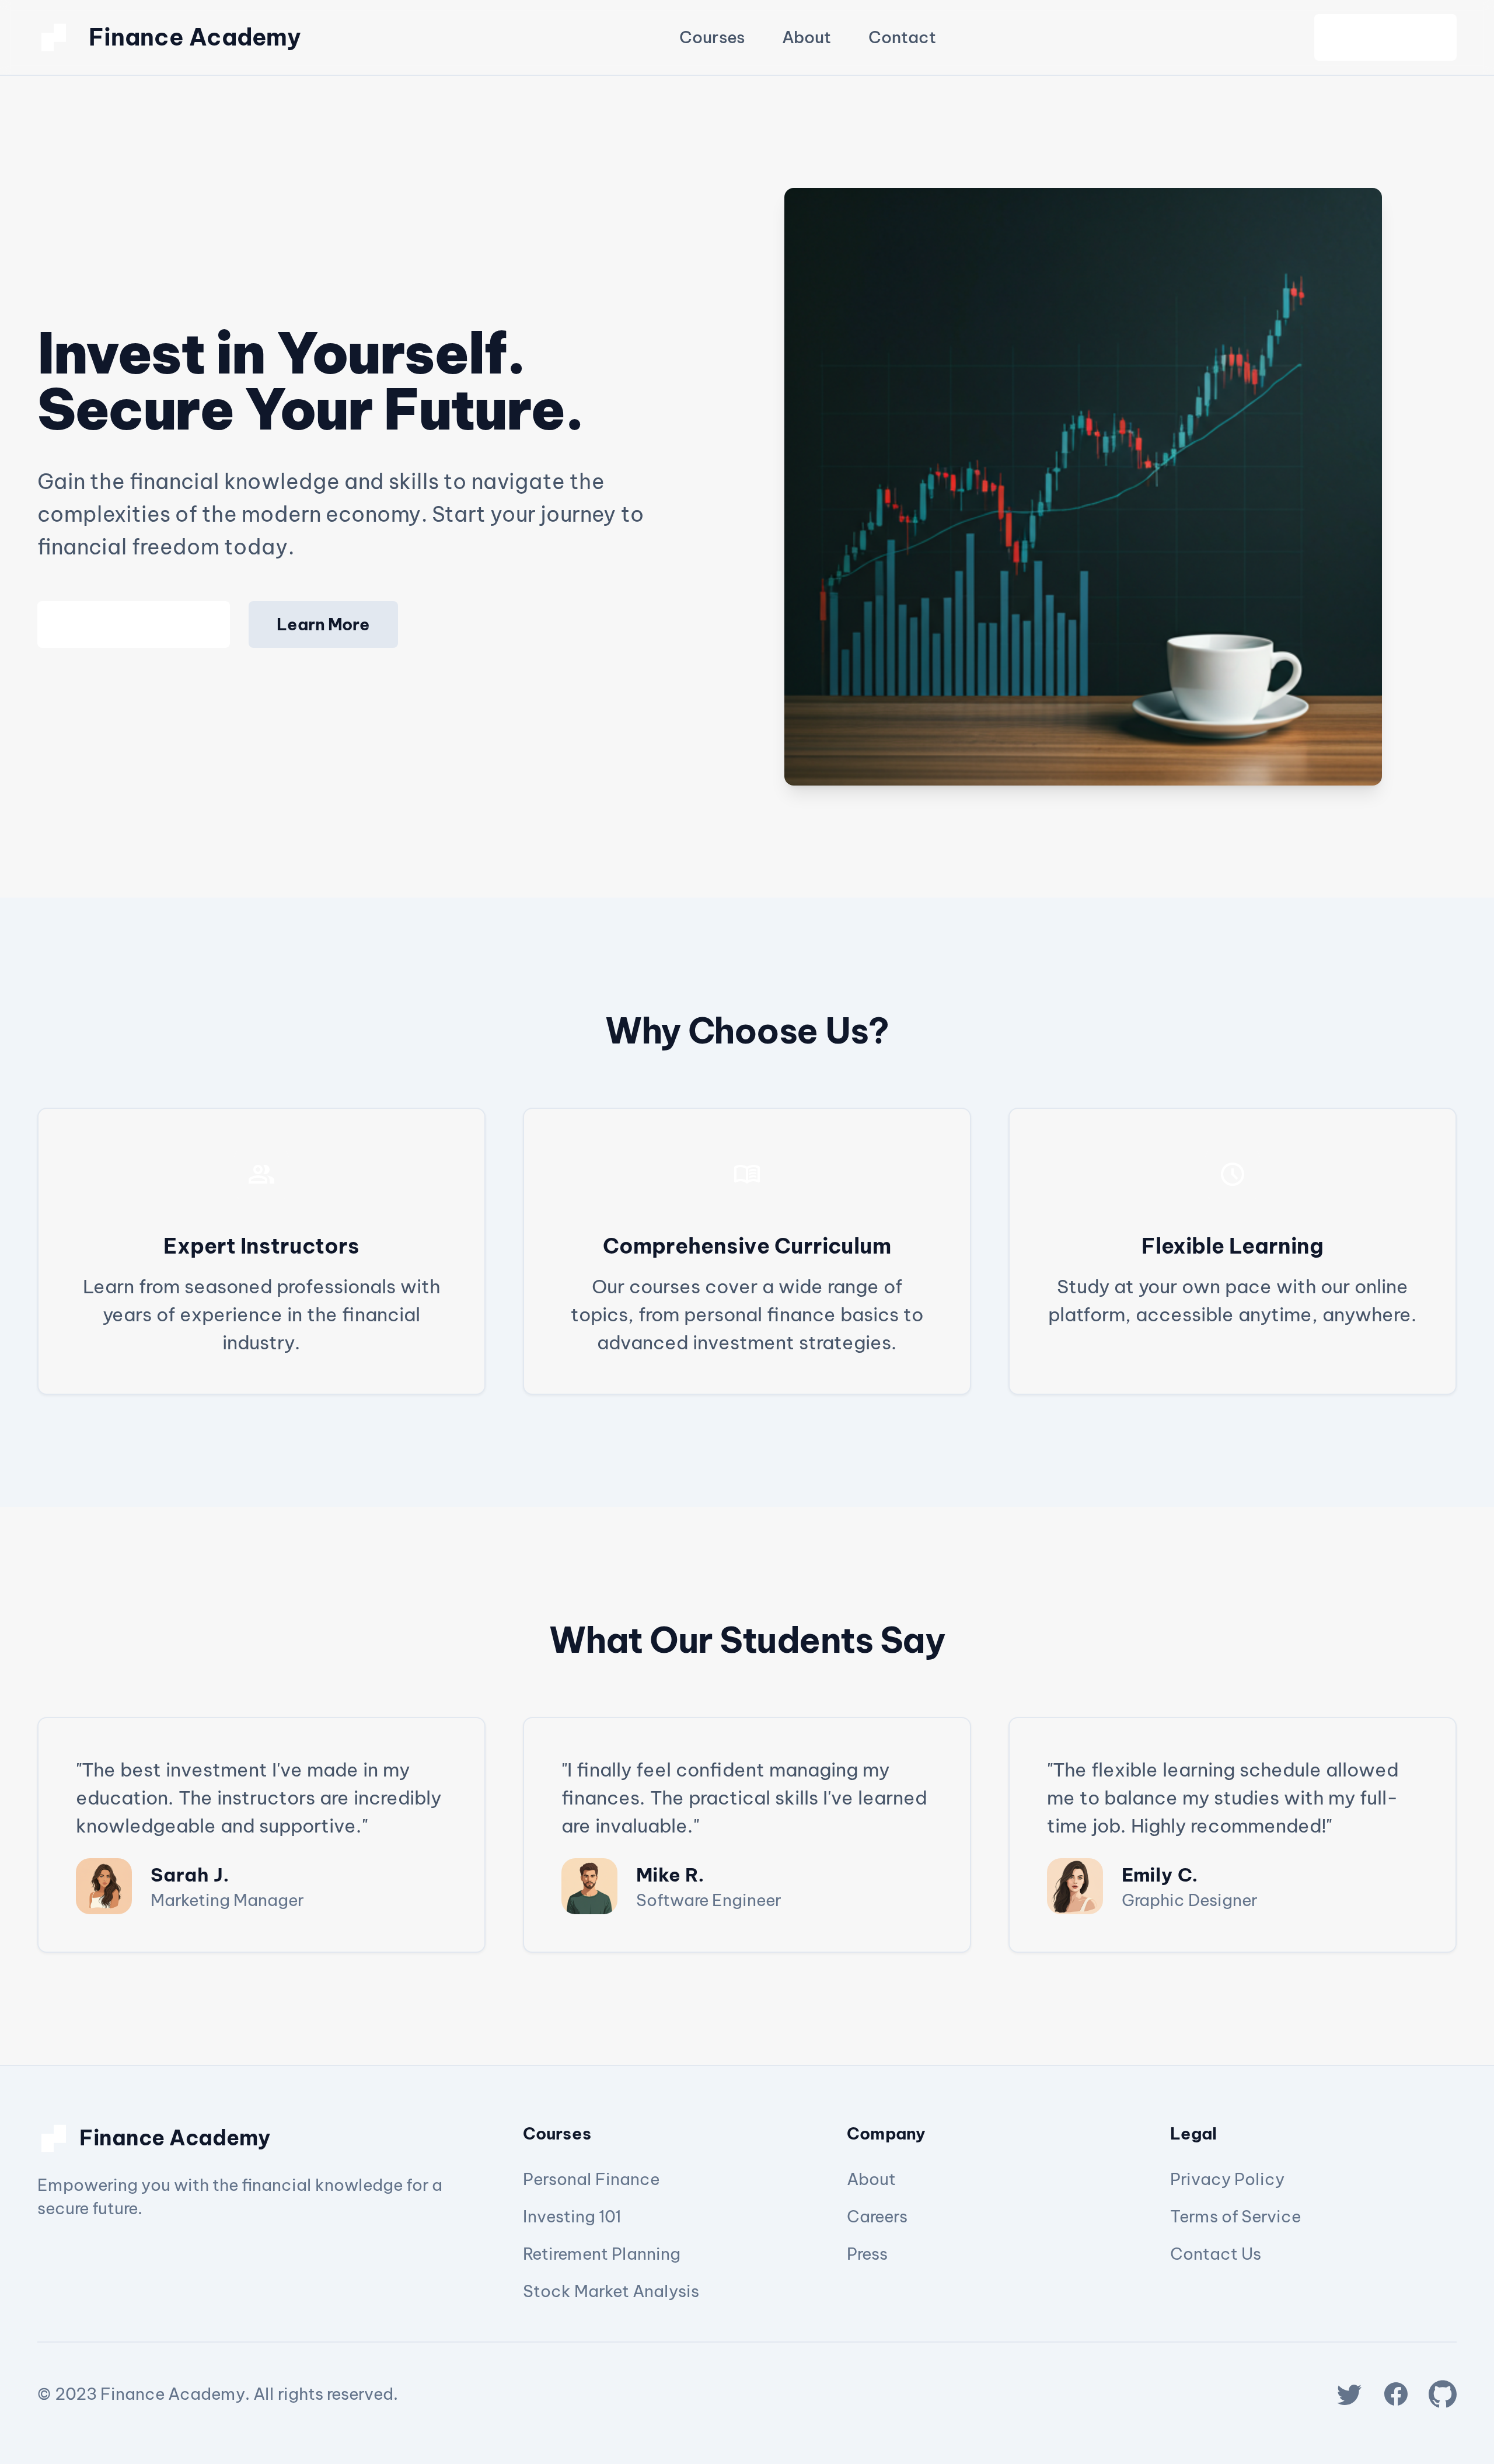 Finance Academy
Courses
About
Contact
Invest in Yourself.
Secure Your Future.
Gain the financial knowledge and skills to navigate the
complexities of the modern economy. Start your journey to
financial freedom today.
Learn More
Why Choose Us?
Expert Instructors
Learn from seasoned professionals with
years of experience in the financial
industry.
Comprehensive Curriculum
Our courses cover a wide range of
topics, from personal finance basics to
advanced investment strategies.
Flexible Learning
Study at your own pace with our online
platform, accessible anytime, anywhere.
What Our Students Say
"The best investment I've made in my
education. The instructors are incredibly
knowledgeable and supportive."
Sarah J.
Marketing Manager
"I finally feel confident managing my
finances. The practical skills I've learned
are invaluable."
Mike R.
Software Engineer
"The flexible learning schedule allowed
me to balance my studies with my full-
time job. Highly recommended!"
Emily C.
Graphic Designer
Finance Academy
Empowering you with the financial knowledge for a
secure future.
Courses
Personal Finance
Investing 101
Retirement Planning
Stock Market Analysis
Company
About
Careers
Press
Legal
Privacy Policy
Terms of Service
Contact Us
© 2023 Finance Academy. All rights reserved.